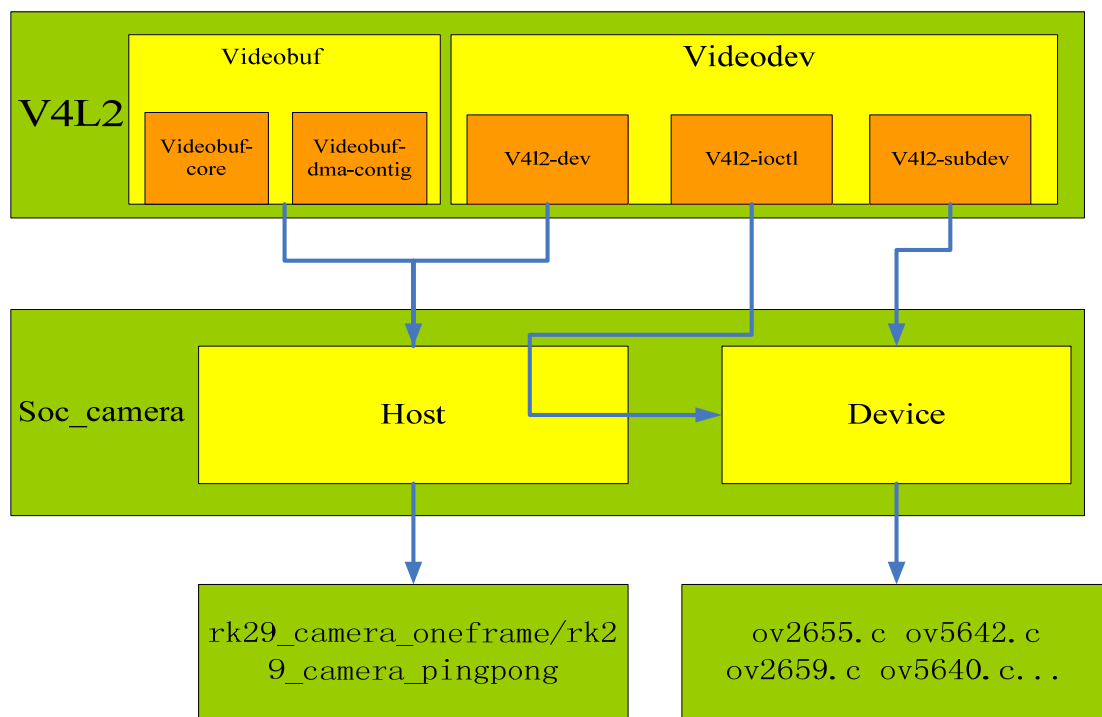 Videobuf
Videodev
V4L2
Videobuf-
core
Videobuf-
dma-contig
V4l2-dev
V4l2-ioctl
V4l2-subdev
Soc_camera
Host
Device
rk29_camera_oneframe/rk2
9_camera_pingpong
ov2655.c ov5642.c
ov2659.c ov5640.c...